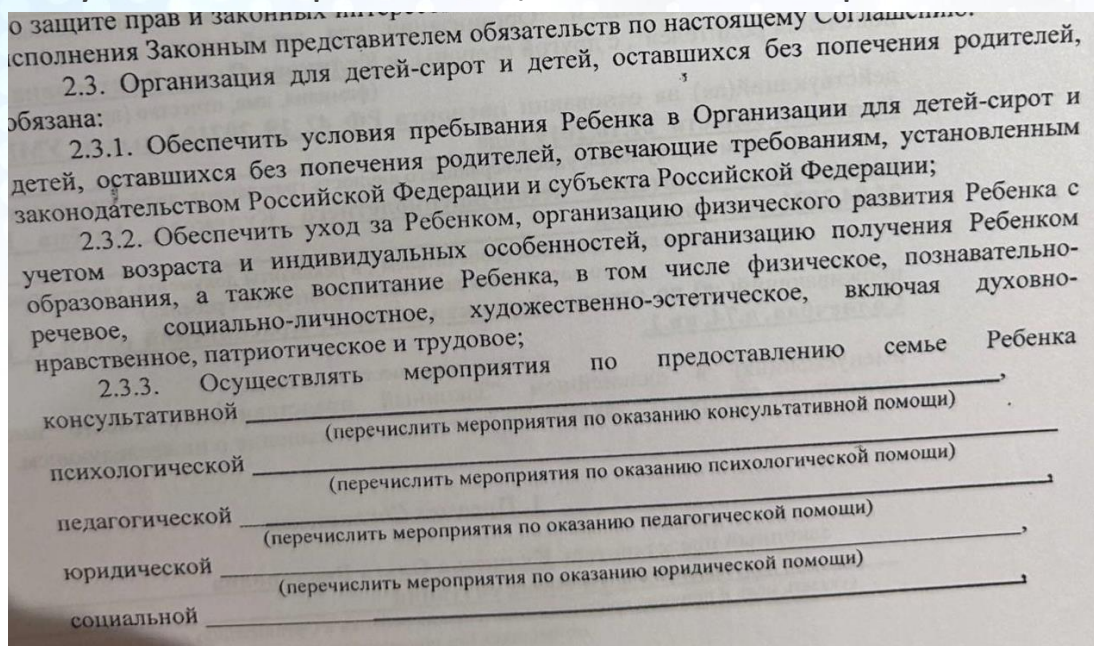 о защите прав и законных
исполнения Законным представителем обязательств по настоящему Соглашению.
2.3. Организация для детей-сирот и детей, оставшихся без попечения родителей,
обязана:
2.3.1. Обеспечить условия пребывания Ребенка в Организации для детей-сирот и
детей, оставшихся без попечения родителей, отвечающие требованиям, установленным
законодательством Российской Федерации и субъекта Российской Федерации;
2.3.2. Обеспечить уход за Ребенком, организацию физического развития Ребенка с
учетом возраста и индивидуальных особенностей, организацию получения Ребенком
образования, а также воспитание Ребенка, в том числе физическое, познавательно-
речевое, социально-личностное, художественно-эстетическое, включая духовно-
нравственное, патриотическое и трудовое;
2.3.3. Осуществлять мероприятия по предоставлению семье Ребенка
консультативной ,
(перечислить мероприятия по оказанию консультативной помощи)
психологической
(перечислить мероприятия по оказанию психологической помощи)
педагогической ,
(перечислить мероприятия по оказанию педагогической помощи)
юридической ,
(перечислить мероприятия по оказанию юридической помощи)
социальной ,